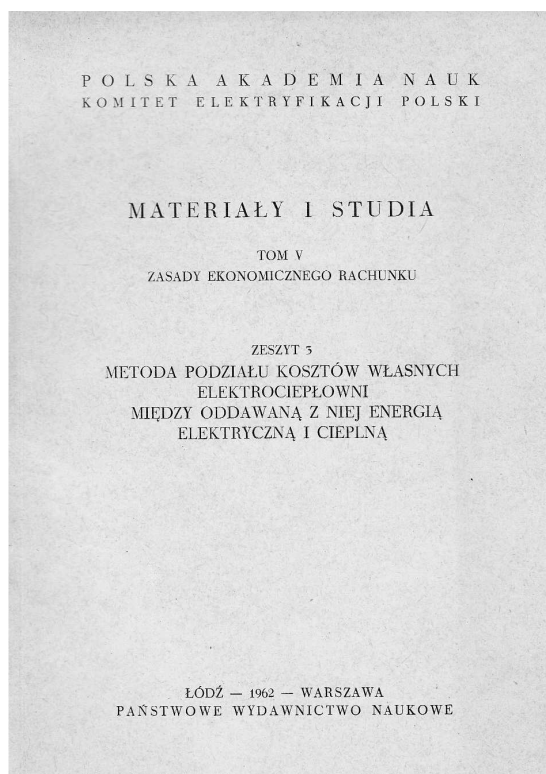 POLSKA AKADEMIA NAUK
KOMITET ELEKTRYFIKACJI POLSKI
MATERIAŁY I STUDIA
TOM V
ZASADY EKONOMICZNEGO RACHUNKU
ZESZYT 3
METODA PODZIAŁU KOSZTÓW WŁASNYCH
ELEKTROCIEPŁOWNI
MIĘDZY ODDAWANĄ Z NIEJ ENERGIĄ
ELEKTRYCZNĄ I CIEPLNĄ
ŁÓDŹ — 1962 — WARSZAWA
PAŃSTWOWE WYDAWNICTWO NAUKOWE